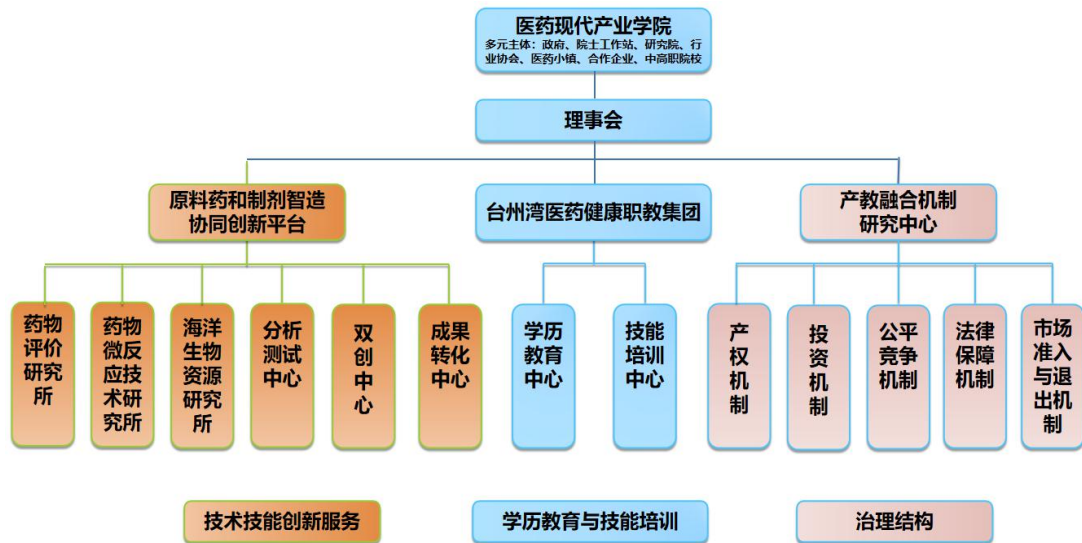 医药现代产业学院
多元主体：政府、院士工作站、研究院、行
业协会、医药小镇、合作企业、中高职院校
理事会
原料药和制剂智造
协同创新平台
台州湾医药健康职教集团
产教融合机制
研究中心
药物
评价
研究
所
药物
微反
应技
术研
究所
海洋
生物
资源
研究
所
分析
测试
中心
双
创
中
心
成果
转化
中心
学历
教育
中心
技能
培训
中心
产
权
机
制
投
资
机
制
公平
竞争
机制
法律
保障
机制
市场
准入
与退
出机
制
技术技能创新服务
学历教育与技能培训
治理结构